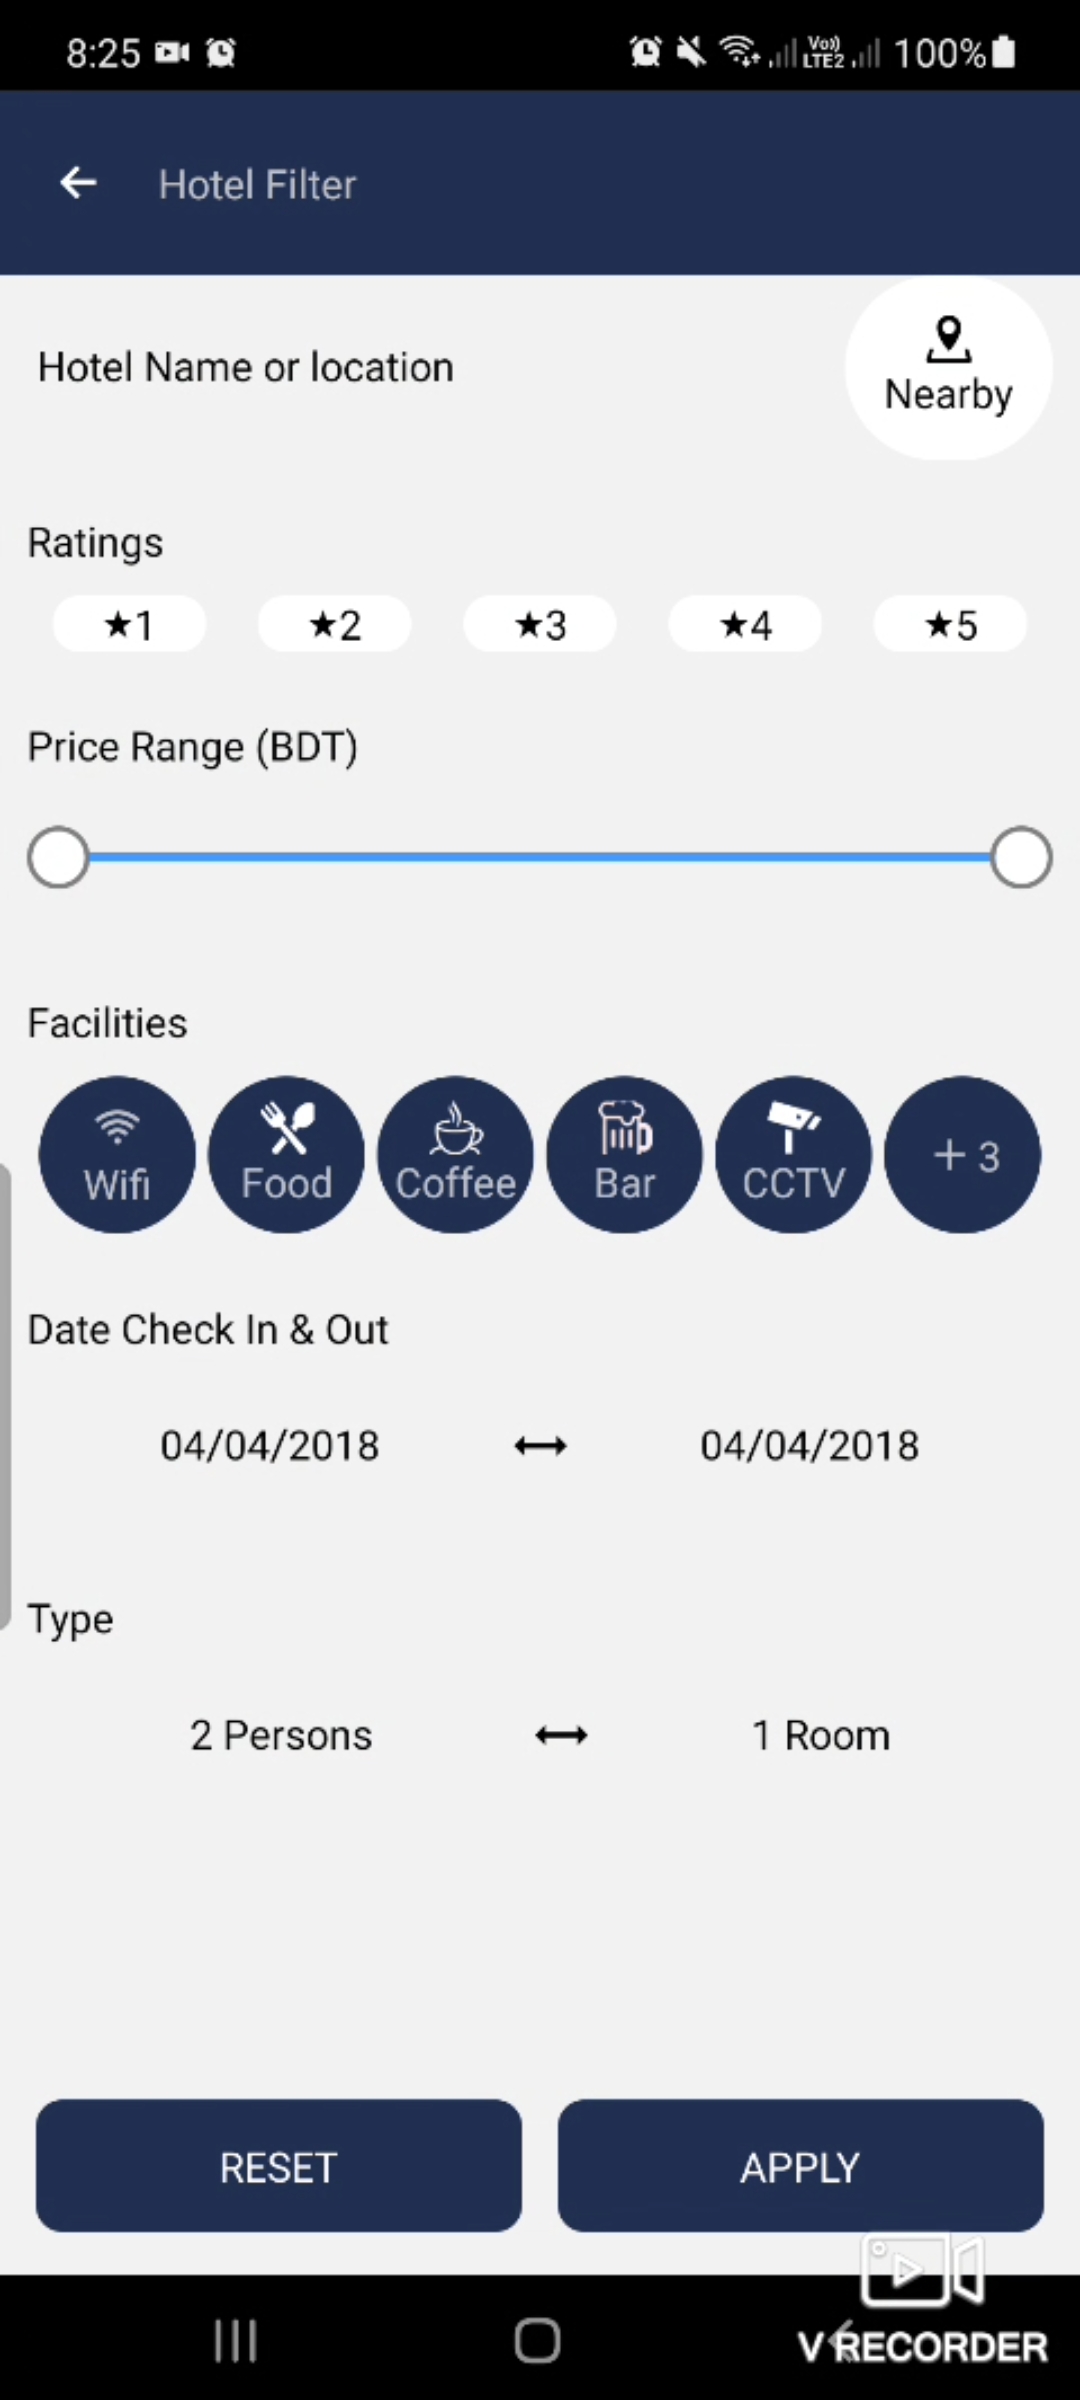 8:25 Vo)) LTE2 100%
Hotel Filter
Hotel Name or location
Nearby
Ratings
★1 ★2 ★3 ★4 ★5
Price Range (BDT)
Facilities
Wifi Food Coffee Bar CCTV + 3
Date Check In & Out
04/04/2018 ↔ 04/04/2018
Type
2 Persons ↔ 1 Room
RESET APPLY
V RECORDER